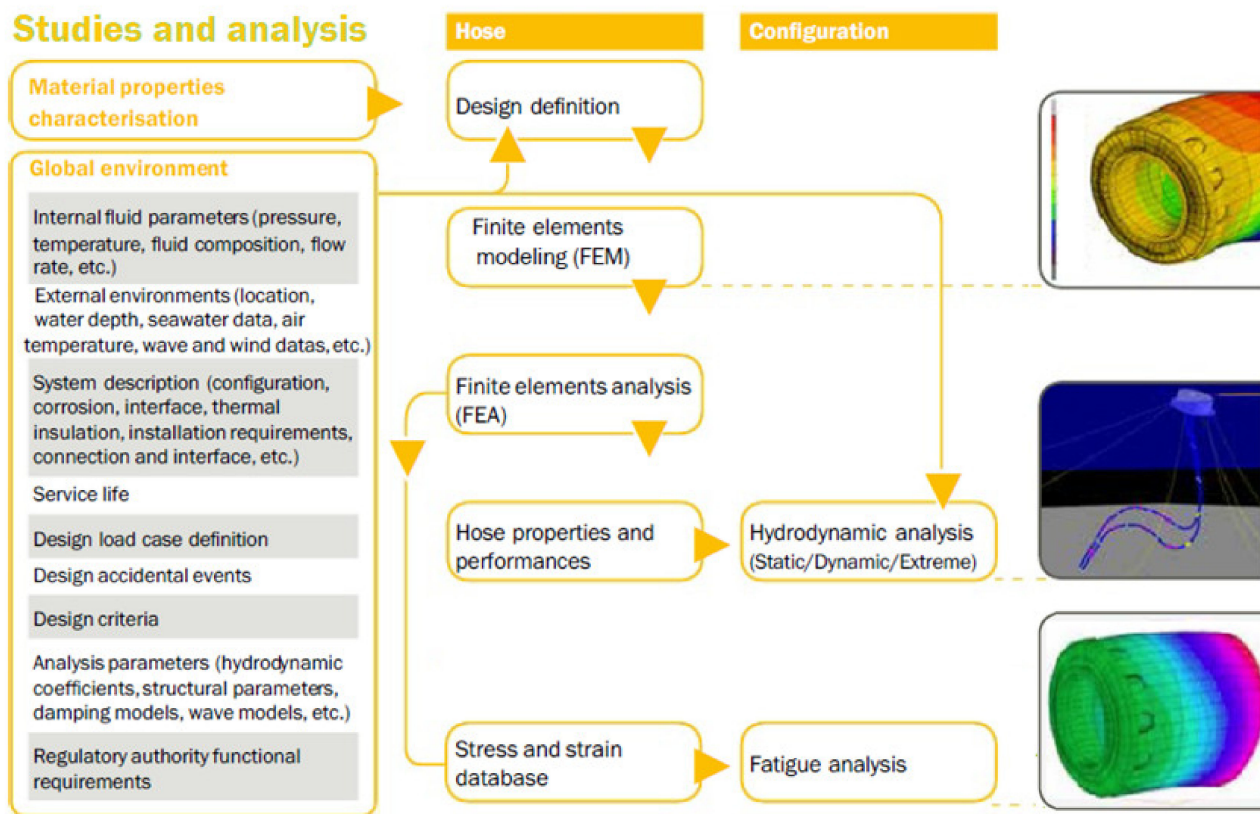 Studies and analysis
Hose
Configuration
Material properties
characterisation
Design definition
Global environment
Internal fluid parameters (pressure,
temperature, fluid composition, flow
rate, etc.)
External environments (location,
water depth, seawater data, air
temperature, wave and wind datas, etc.)
System description (configuration,
corrosion, interface, thermal
insulation, installation requirements,
connection and interface, etc.)
Service life
Design load case definition
Design accidental events
Design criteria
Analysis parameters (hydrodynamic
coefficients, structural parameters,
damping models, wave models, etc.)
Regulatory authority functional
requirements
Finite elements
modeling (FEM)
Finite elements analysis
(FEA)
Hose properties and
performances
Hydrodynamic analysis
(Static/Dynamic/Extreme)
Stress and strain
database
Fatigue analysis